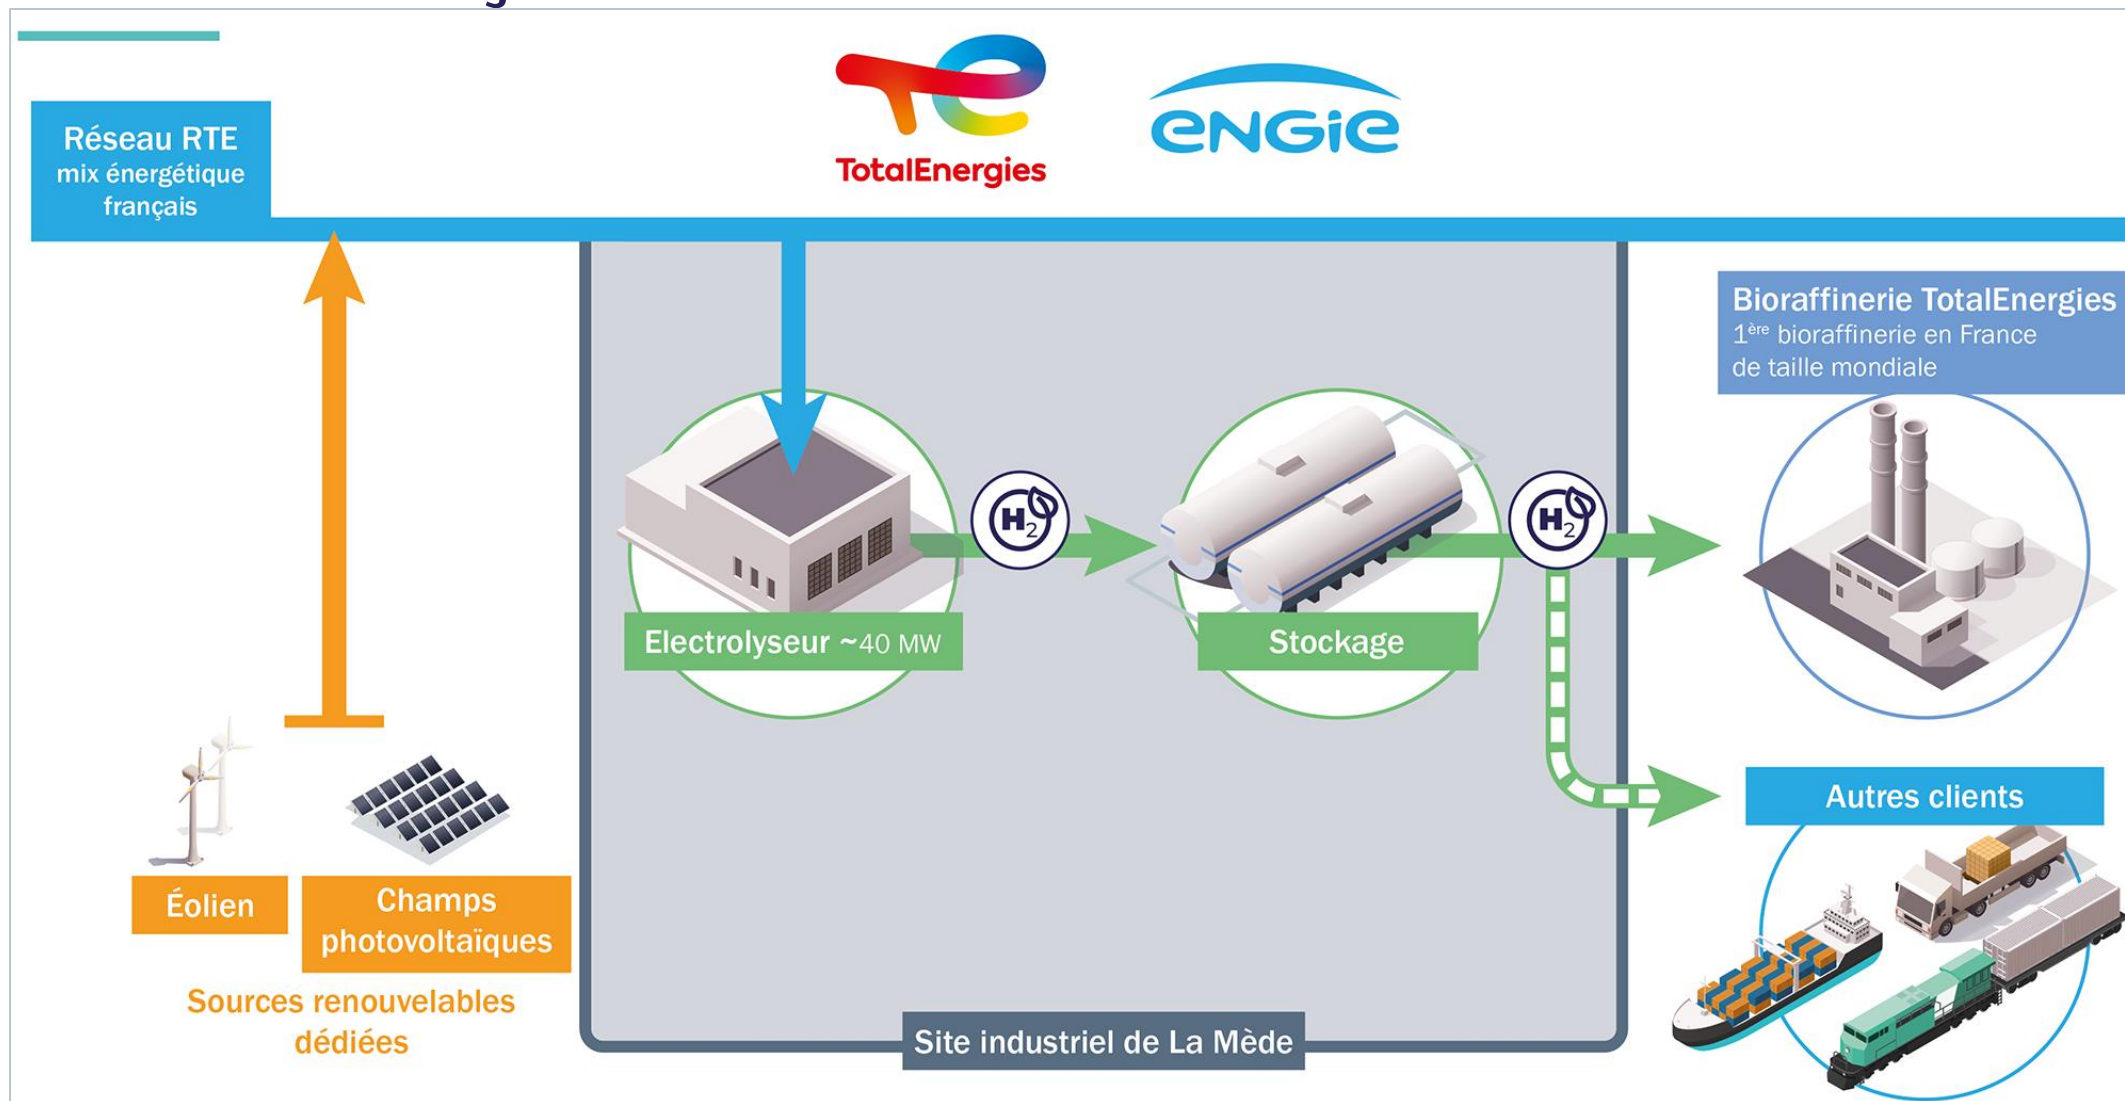 TotalEnergies
ENGIE
Réseau RTE
mix énergétique
français
Bioraffinerie TotalEnergies
1ère bioraffinerie en France
de taille mondiale
H2
H2
Electrolyseur ~40 MW
Stockage
Autres clients
Éolien
Champs
photovoltaïques
Sources renouvelables
dédiées
Site industriel de La Mède